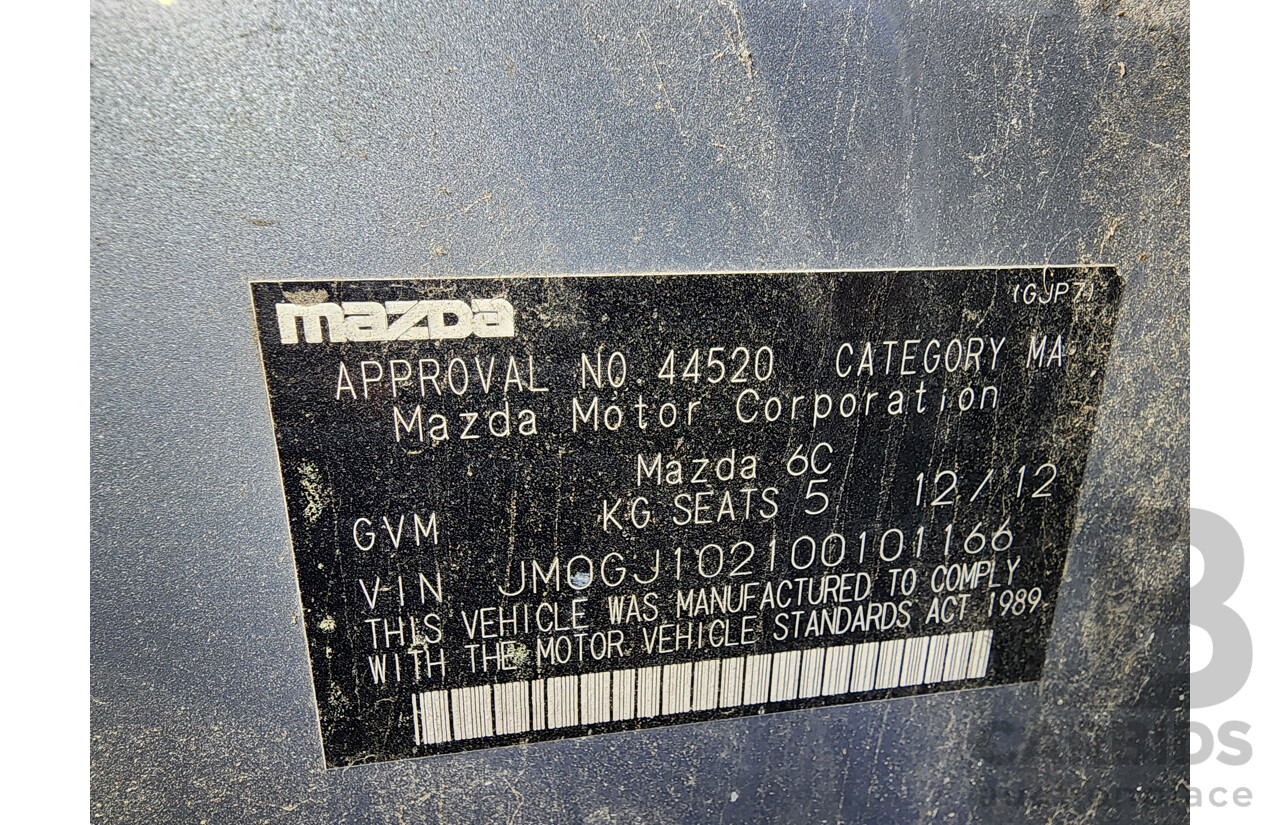 mazda (GJP7)
APPROVAL NO. 44520 CATEGORY MA
Mazda Motor Corporation
Mazda 6C
GVM KG SEATS 5 12/12
VIN JM0GJ102100101166
THIS VEHICLE WAS MANUFACTURED TO COMPLY
WITH THE MOTOR VEHICLE STANDARDS ACT 1989